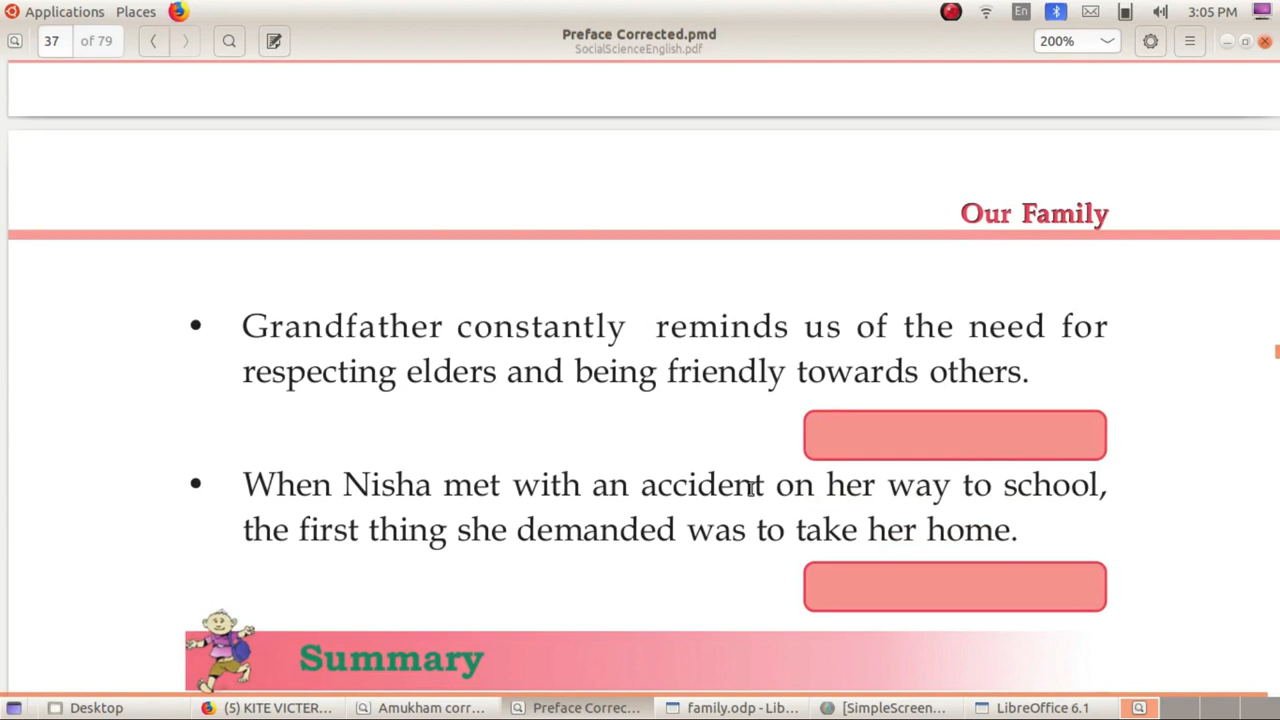 Applications Places En 3:05 PM
37 of 79 Preface Corrected.pmd 200%
SocialScienceEnglish.pdf
Our Family
• Grandfather constantly reminds us of the need for
respecting elders and being friendly towards others.
• When Nisha met with an accident on her way to school,
the first thing she demanded was to take her home.
Summary
Desktop (5) KITE VICTER... Amukham corr... Preface Correc... family.odp - Lib... [SimpleScreen... LibreOffice 6.1